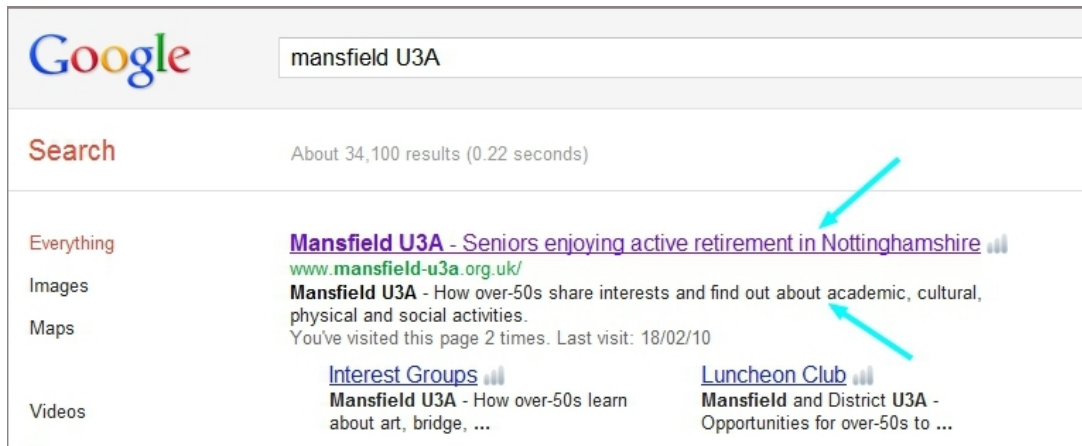 Google
mansfield U3A
Search
About 34,100 results (0.22 seconds)
Everything
Images
Maps
Videos
Mansfield U3A - Seniors enjoying active retirement in Nottinghamshire
www.mansfield-u3a.org.uk/
Mansfield U3A - How over-50s share interests and find out about academic, cultural,
physical and social activities.
You've visited this page 2 times. Last visit: 18/02/10
Interest Groups
Mansfield U3A - How over-50s learn
about art, bridge, ...
Luncheon Club
Mansfield and District U3A -
Opportunities for over-50s to ...